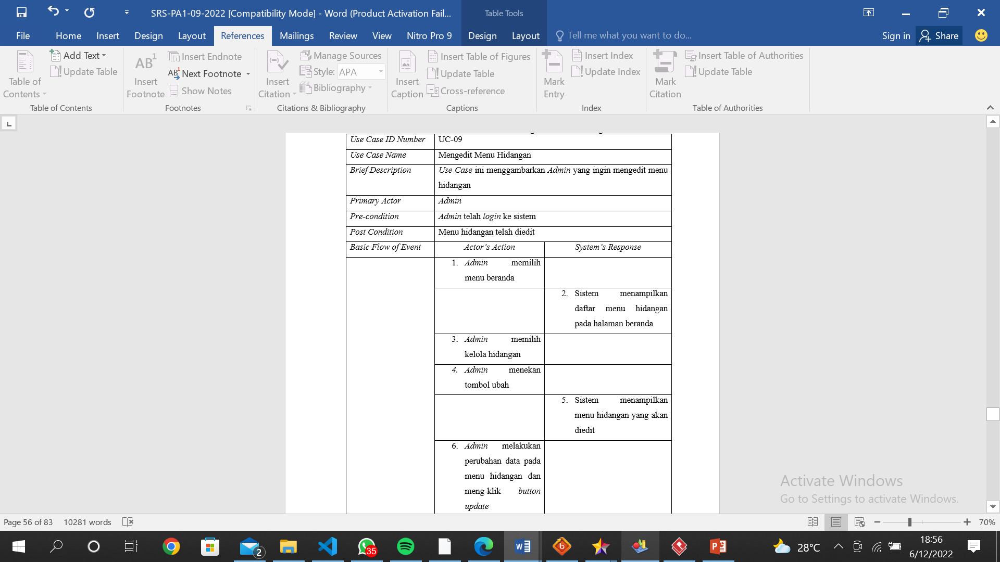 SRS-PA1-09-2022 [Compatibility Mode] - Word (Product Activation Fail...
Table Tools
File Home Insert Design Layout References Mailings Review View Nitro Pro 9 Design Layout Tell me what you want to do... Sign in Share
Table of Contents
Add Text
Update Table
Table of Contents
AB1
Insert Footnote
Insert Endnote
AB1 Next Footnote
Show Notes
Footnotes
Insert Citation
Manage Sources
Style: APA
Bibliography
Citations & Bibliography
Insert Caption
Insert Table of Figures
Update Table
Cross-reference
Captions
Mark Entry
Insert Index
Update Index
Index
Mark Citation
Insert Table of Authorities
Update Table
Table of Authorities
L
Use Case ID Number UC-09
Use Case Name Mengedit Menu Hidangan
Brief Description Use Case ini menggambarkan Admin yang ingin mengedit menu
hidangan
Primary Actor Admin
Pre-condition Admin telah login ke sistem
Post Condition Menu hidangan telah diedit
Basic Flow of Event Actor’s Action System’s Response
1. Admin memilih
menu beranda
2. Sistem menampilkan
daftar menu hidangan
pada halaman beranda
3. Admin memilih
kelola hidangan
4. Admin menekan
tombol ubah
5. Sistem menampilkan
menu hidangan yang akan
diedit
6. Admin melakukan
perubahan data pada
menu hidangan dan
meng-klik button
update
Activate Windows
Go to Settings to activate Windows.
Page 56 of 83 10281 words 70%
2
35
28°C
18:56
6/12/2022